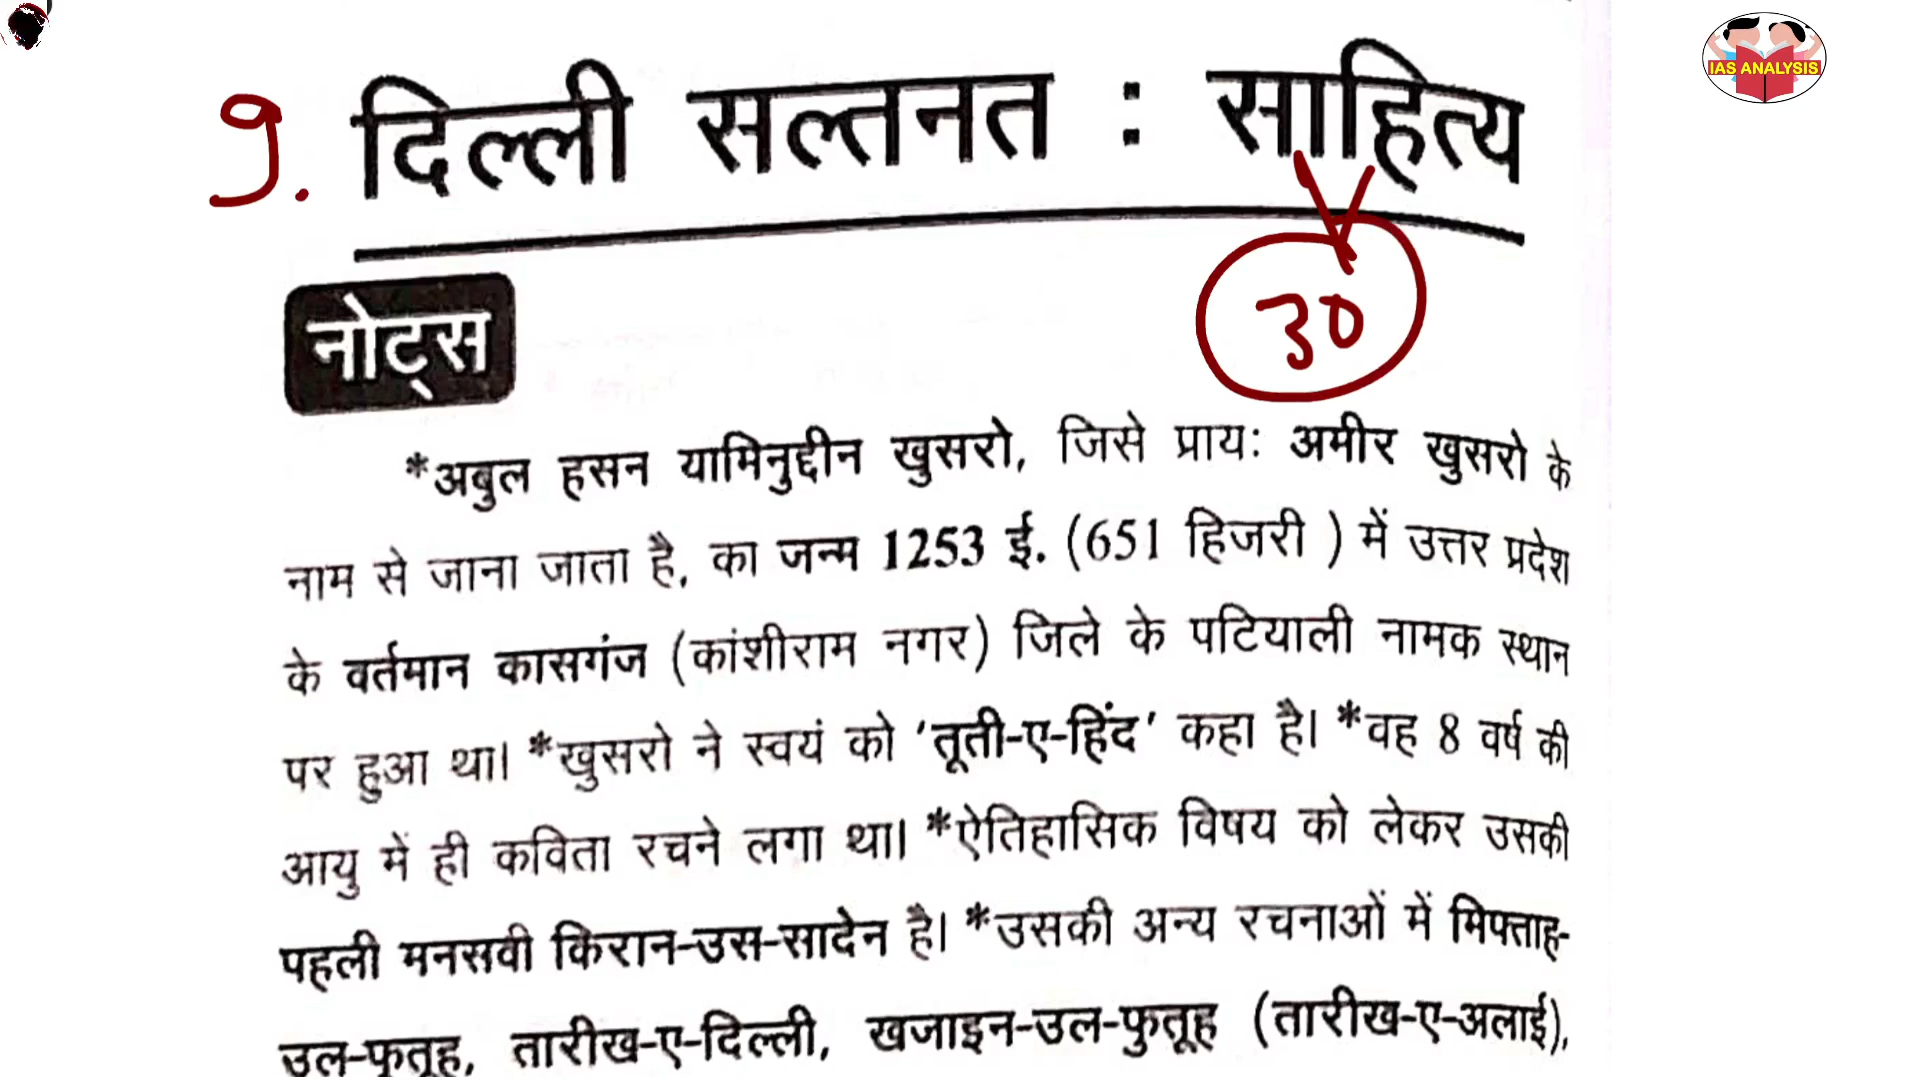 IAS ANALYSIS
9. दिल्ली सल्तनत : साहित्य
30
नोट्स
*अबुल हसन यामिनुद्दीन खुसरो, जिसे प्रायः अमीर खुसरो के
नाम से जाना जाता है, का जन्म 1253 ई. (651 हिजरी ) में उत्तर प्रदेश
के वर्तमान कासगंज (कांशीराम नगर) जिले के पटियाली नामक स्थान
पर हुआ था। *खुसरो ने स्वयं को 'तूती-ए-हिंद' कहा है। *वह 8 वर्ष की
आयु में ही कविता रचने लगा था। *ऐतिहासिक विषय को लेकर उसकी
पहली मनसवी किरान-उस-सादेन है। *उसकी अन्य रचनाओं में मिफ्ताह-
उल-फुतूह, तारीख-ए-दिल्ली, खजाइन-उल-फुतूह (तारीख-ए-अलाई),